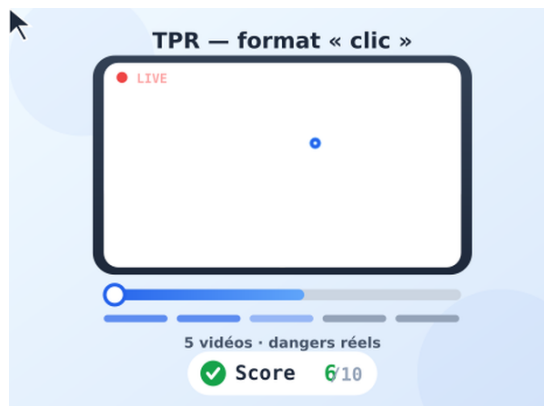 TPR — format « clic »
LIVE
5 vidéos · dangers réels
Score 6/10